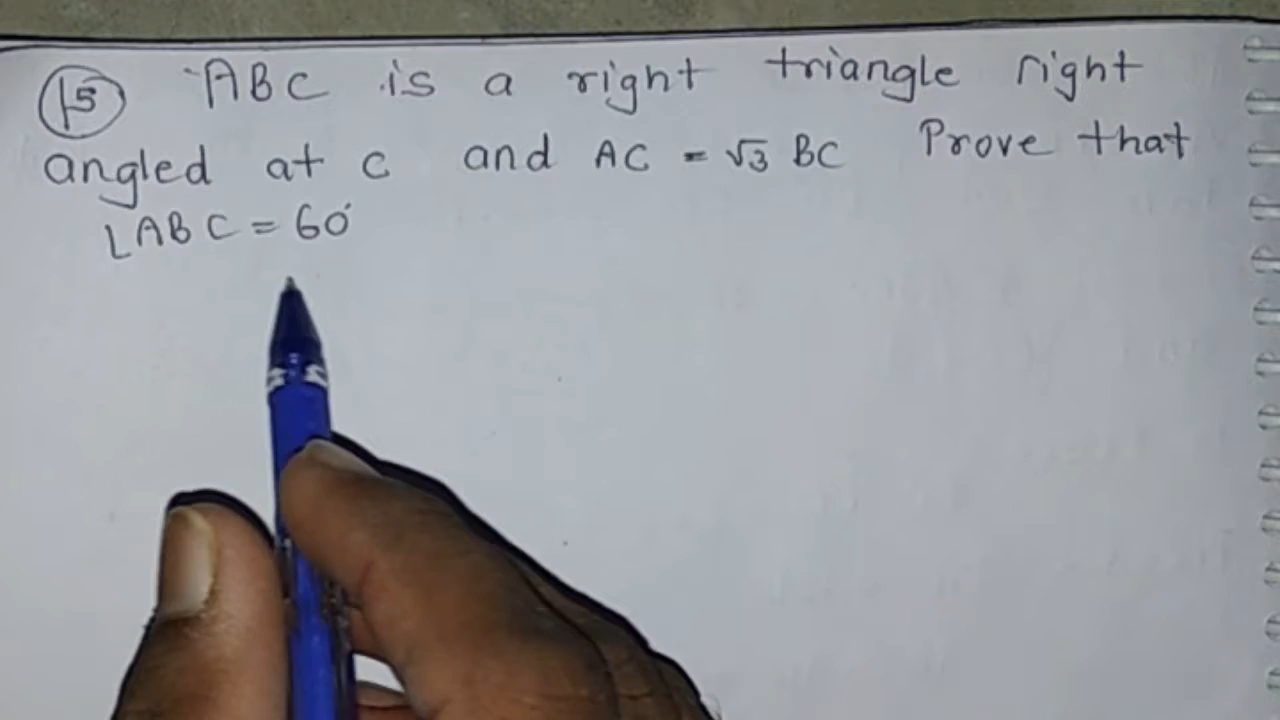 15 ABC is a right triangle right
angled at c and AC = √3 BC Prove that
∠ABC = 60°